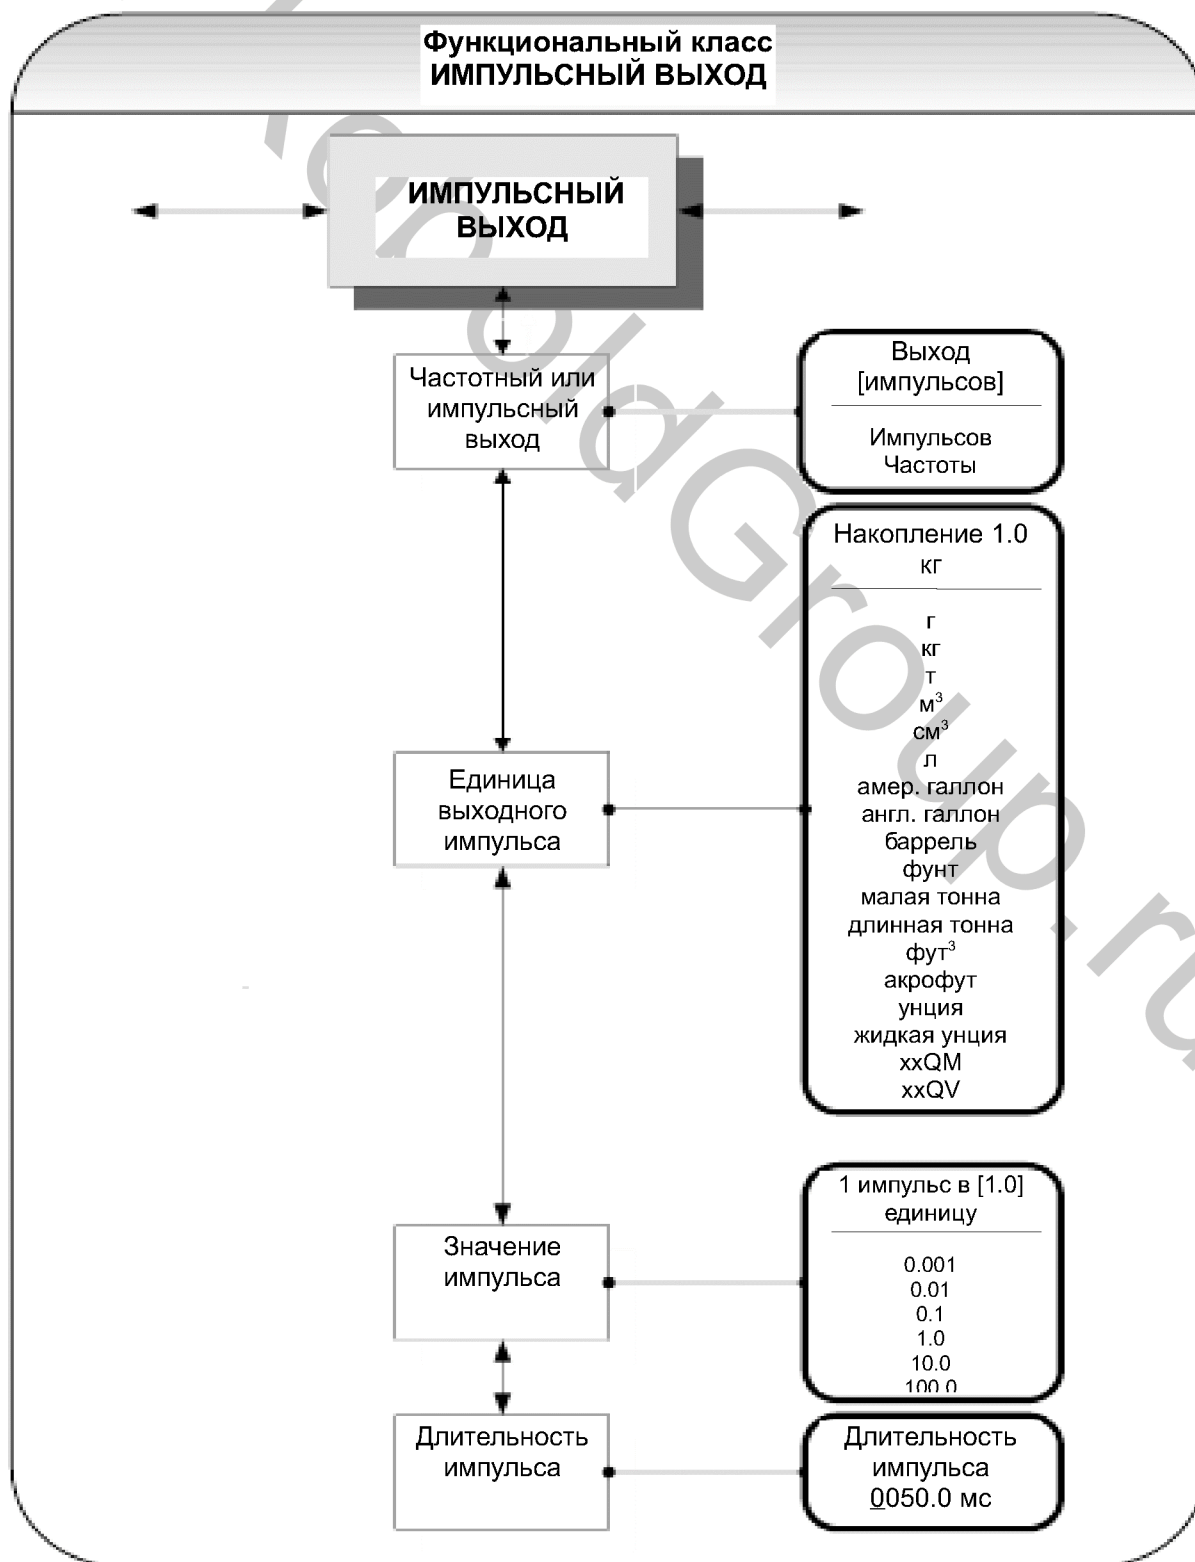 Функциональный класс
ИМПУЛЬСНЫЙ ВЫХОД
ИМПУЛЬСНЫЙ
ВЫХОД
Частотный или
импульсный
выход
Выход
[импульсов]
Импульсов
Частоты
Накопление 1.0
кг
г
кг
т
м³
см³
л
амер. галлон
англ. галлон
баррель
фунт
малая тонна
длинная тонна
фут³
акрофут
унция
жидкая унция
xxQM
xxQV
Единица
выходного
импульса
Значение
импульса
1 импульс в [1.0]
единицу
0.001
0.01
0.1
1.0
10.0
100.0
Длительность
импульса
Длительность
импульса
0050.0 мс